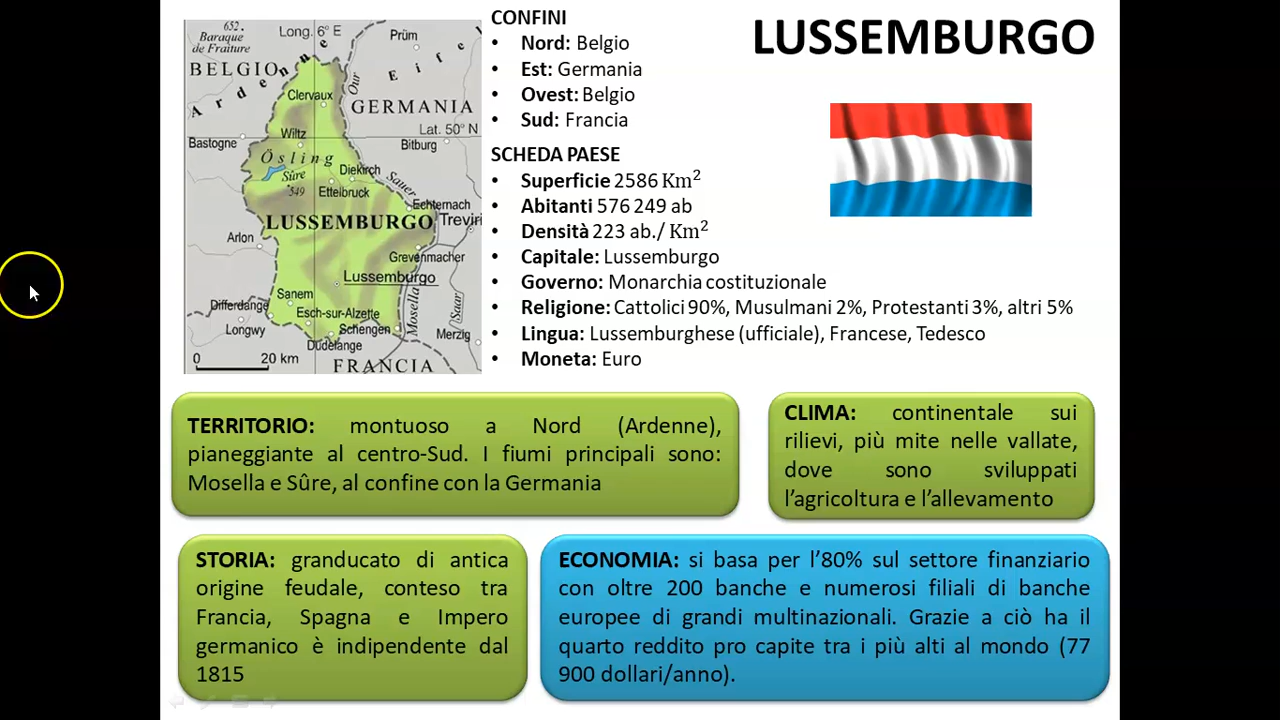 LUSSEMBURGO
CONFINI
• Nord: Belgio
• Est: Germania
• Ovest: Belgio
• Sud: Francia
SCHEDA PAESE
• Superficie 2586 Km²
• Abitanti 576 249 ab
• Densità 223 ab./ Km²
• Capitale: Lussemburgo
• Governo: Monarchia costituzionale
• Religione: Cattolici 90%, Musulmani 2%, Protestanti 3%, altri 5%
• Lingua: Lussemburghese (ufficiale), Francese, Tedesco
• Moneta: Euro
652
Baraque
de Fraiture
Long. 6° E
Prüm
BELGIO
Ardenne
Eifel
Our
Clervaux
GERMANIA
Lat. 50° N
Bastogne
Wiltz
Bitburg
Ösling
Sûre
549
Diekirch
Ettelbruck
Sauer
Echternach
LUSSEMBURGO
Treviri
Arlon
Grevenmacher
Lussemburgo
Sanem
Mosella
Saar
Differdange
Esch-sur-Alzette
Longwy
Schengen
Merzig
Dudelange
0 20 km
FRANCIA
TERRITORIO: montuoso a Nord (Ardenne),
pianeggiante al centro-Sud. I fiumi principali sono:
Mosella e Sûre, al confine con la Germania
CLIMA: continentale sui
rilievi, più mite nelle vallate,
dove sono sviluppati
l’agricoltura e l’allevamento
STORIA: granducato di antica
origine feudale, conteso tra
Francia, Spagna e Impero
germanico è indipendente dal
1815
ECONOMIA: si basa per l’80% sul settore finanziario
con oltre 200 banche e numerosi filiali di banche
europee di grandi multinazionali. Grazie a ciò ha il
quarto reddito pro capite tra i più alti al mondo (77
900 dollari/anno).